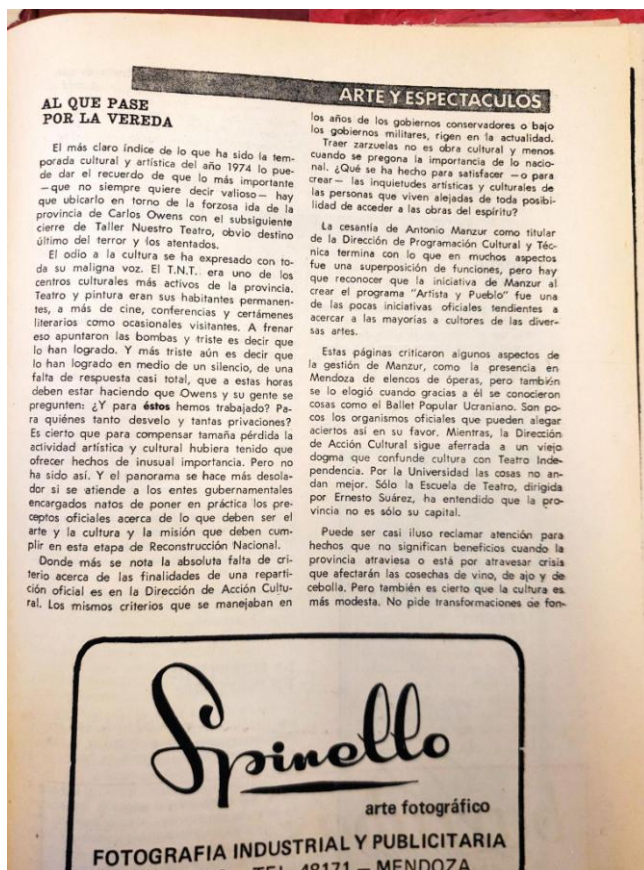 ARTE Y ESPECTACULOS
AL QUE PASE
POR LA VEREDA
El más claro índice de lo que ha sido la tem-
porada cultural y artística del año 1974 lo pue-
de dar el recuerdo de que lo más importante
—que no siempre quiere decir valioso— hay
que ubicarlo en torno de la forzosa ida de la
provincia de Carlos Owens con el subsiguiente
cierre de Taller Nuestro Teatro, obvio destino
último del terror y los atentados.
El odio a la cultura se ha expresado con to-
da su maligna voz. El T.N.T. era uno de los
centros culturales más activos de la provincia.
Teatro y pintura eran sus habitantes permanen-
tes, a más de cine, conferencias y certámenes
literarios como ocasionales visitantes. A frenar
eso apuntaron las bombas y triste es decir que
lo han logrado. Y más triste aún es decir que
lo han logrado en medio de un silencio, de una
falta de respuesta casi total, que a estas horas
deben estar haciendo que Owens y su gente se
pregunten: ¿Y para éstos hemos trabajado? Pa-
ra quiénes tanto desvelo y tantas privaciones?
Es cierto que para compensar tamaña pérdida la
actividad artística y cultural hubiera tenido que
ofrecer hechos de inusual importancia. Pero no
ha sido así. Y el panorama se hace más desola-
dor si se atiende a los entes gubernamentales
encargados natos de poner en práctica los pre-
ceptos oficiales acerca de lo que deben ser el
arte y la cultura y la misión que deben cum-
plir en esta etapa de Reconstrucción Nacional.
Donde más se nota la absoluta falta de cri-
terio acerca de las finalidades de una reparti-
ción oficial es en la Dirección de Acción Cultu-
ral. Los mismos criterios que se manejaban en
los años de los gobiernos conservadores o bajo
los gobiernos militares, rigen en la actualidad.
Traer zarzuelas no es obra cultural y menos
cuando se pregona la importancia de lo nacio-
nal. ¿Qué se ha hecho para satisfacer —o para
crear— las inquietudes artísticas y culturales de
las personas que viven alejadas de toda posibi-
lidad de acceder a las obras del espíritu?
La cesantía de Antonio Manzur como titular
de la Dirección de Programación Cultural y Téc-
nica termina con lo que en muchos aspectos
fue una superposición de funciones, pero hay
que reconocer que la iniciativa de Manzur al
crear el programa "Artista y Pueblo" fue una
de las pocas iniciativas oficiales tendientes a
acercar a las mayorías a cultores de las diver-
sas artes.
Estas páginas criticaron algunos aspectos de
la gestión de Manzur, como la presencia en
Mendoza de elencos de óperas, pero también
se lo elogió cuando gracias a él se conocieron
cosas como el Ballet Popular Ucraniano. Son po-
cos los organismos oficiales que pueden alegar
aciertos así en su favor. Mientras, la Dirección
de Acción Cultural sigue aferrada a un viejo
dogma que confunde cultura con Teatro Inde-
pendencia. Por la Universidad las cosas no an-
dan mejor. Sólo la Escuela de Teatro, dirigida
por Ernesto Suárez, ha entendido que la pro-
vincia no es sólo su capital.
Puede ser casi iluso reclamar atención para
hechos que no significan beneficios cuando la
provincia atraviesa o está por atravesar crisis
que afectarán las cosechas de vino, de ajo y de
cebolla. Pero también es cierto que la cultura es
más modesta. No pide transformaciones de fon-
Spinello
arte fotográfico
FOTOGRAFIA INDUSTRIAL Y PUBLICITARIA
TEL. 48171 — MENDOZA